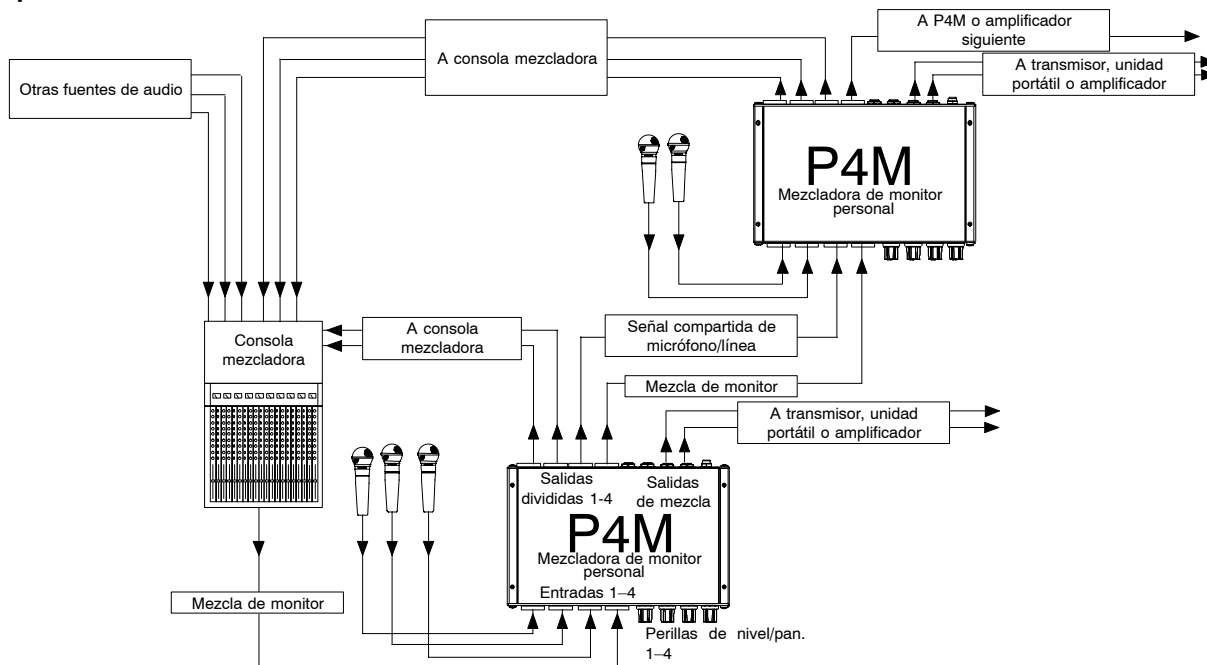 A P4M o amplificador
siguiente
A consola mezcladora
A transmisor, unidad
portátil o amplificador
Otras fuentes de audio
P4M
Mezcladora de monitor
personal
Señal compartida de
micrófono/línea
A consola
mezcladora
Consola
mezcladora
Mezcla de monitor
A transmisor, unidad
portátil o amplificador
Salidas
divididas 1-4
Salidas
de mezcla
P4M
Mezcladora de monitor
personal
Entradas 1–4
Mezcla de monitor
Perillas de nivel/pan.
1–4